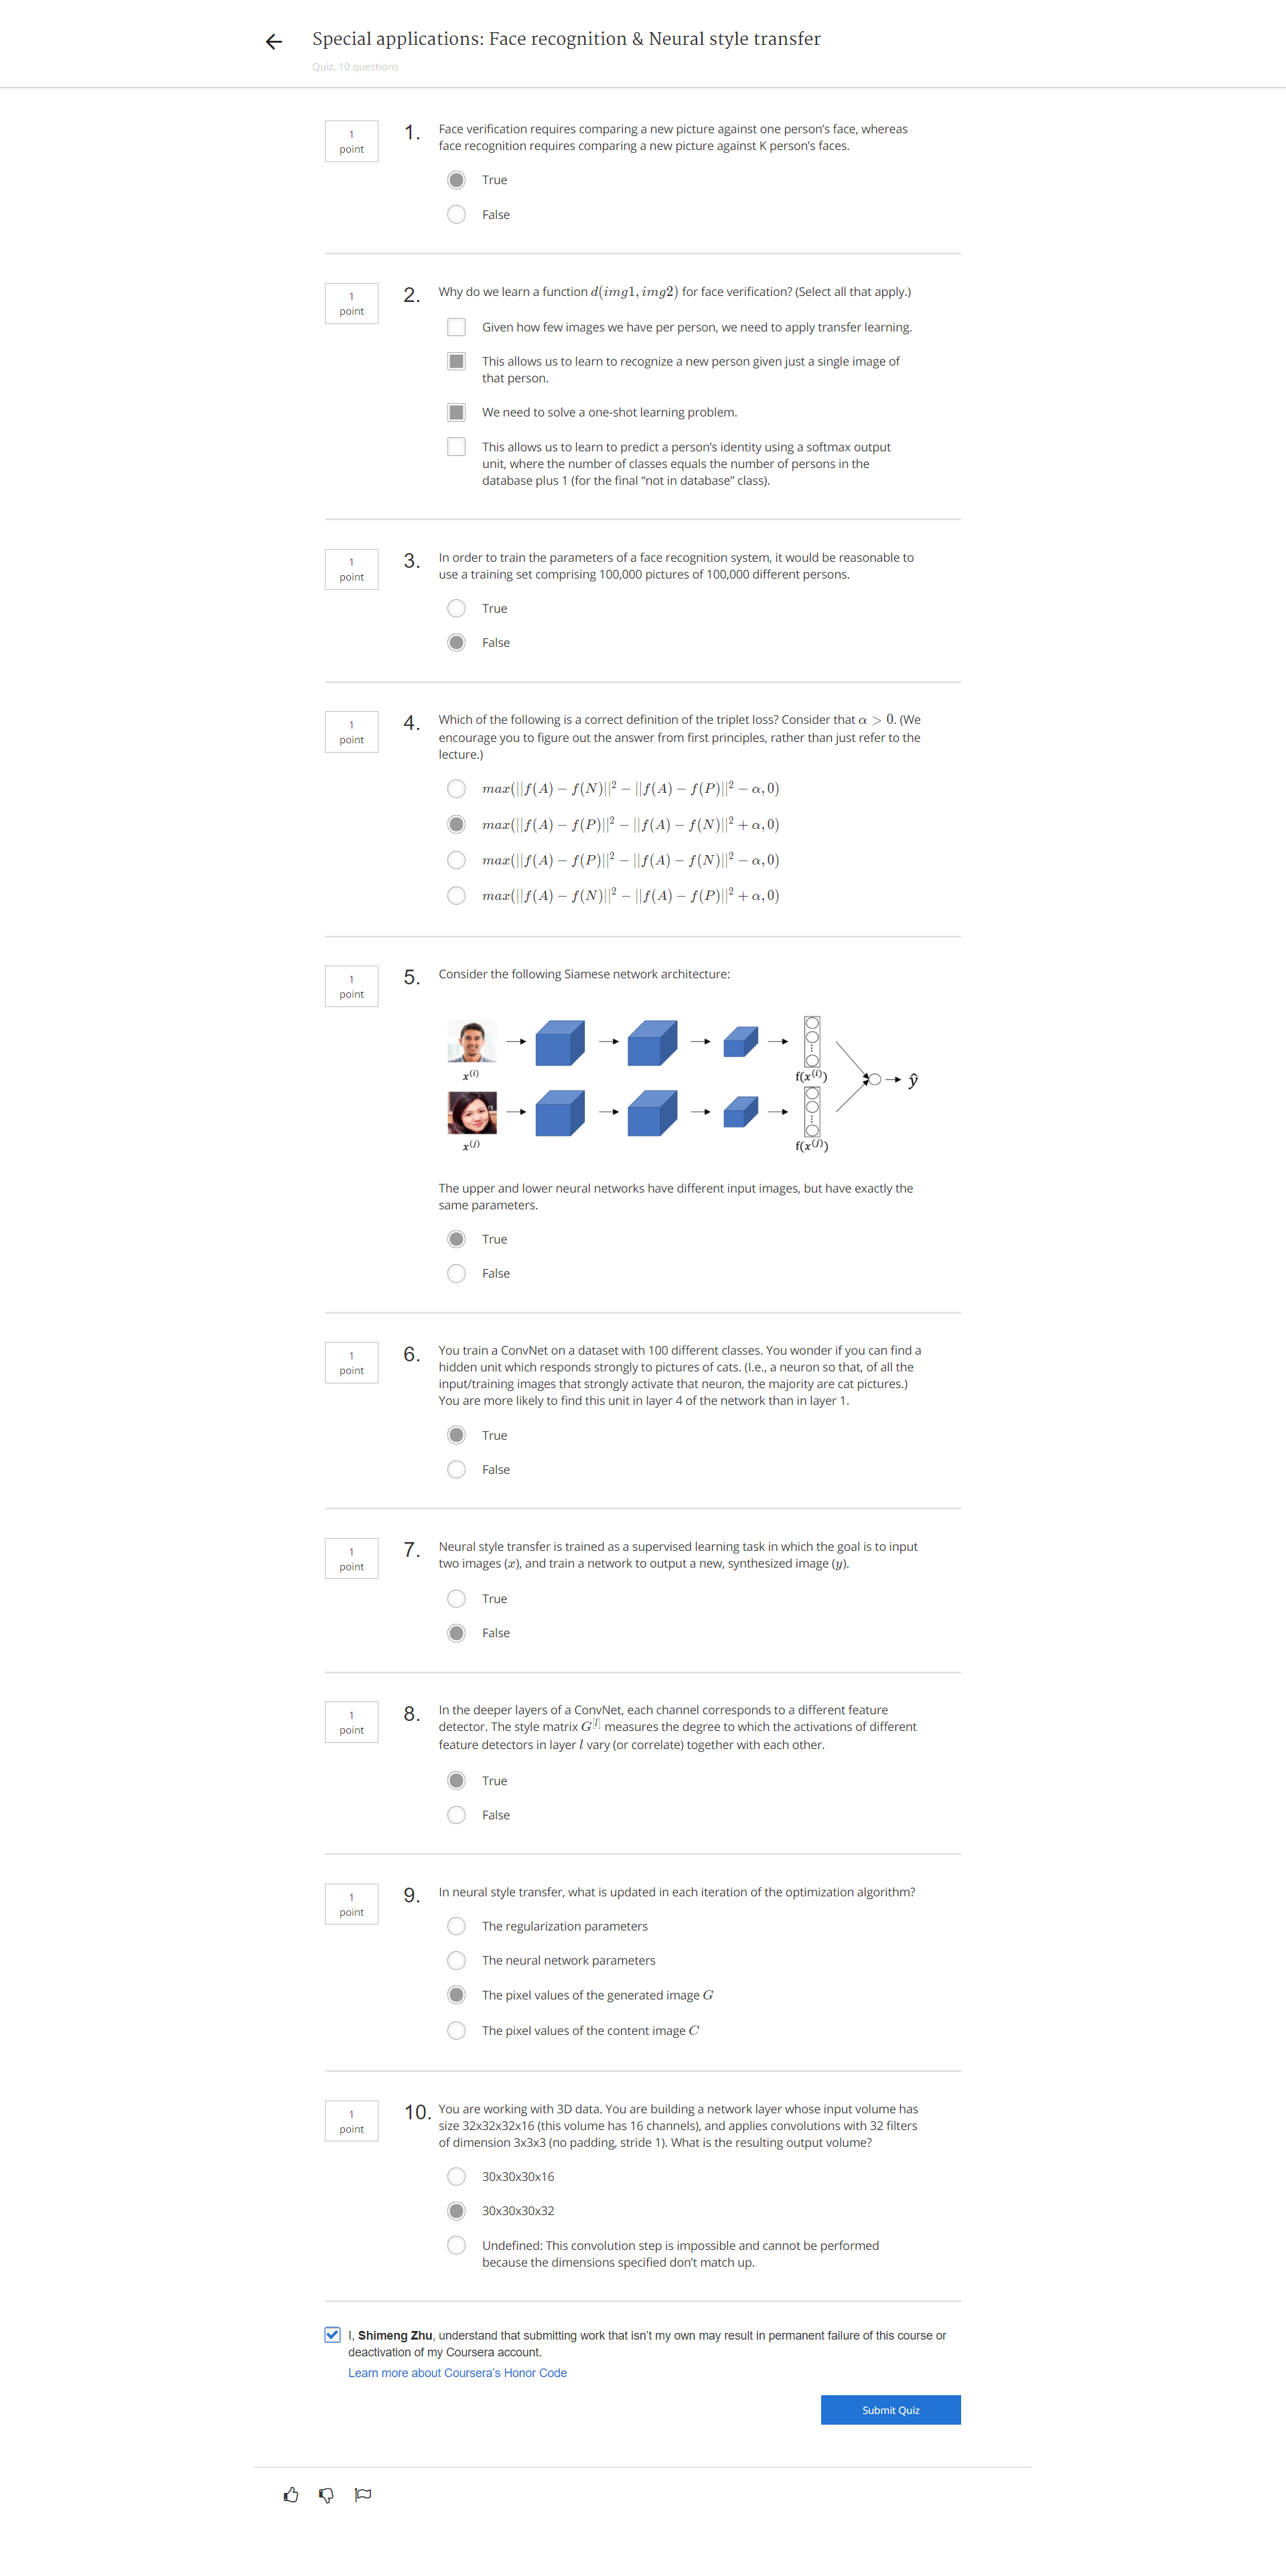 Special applications: Face recognition & Neural style transfer
Quiz, 10 questions
1
point
1.
Face verification requires comparing a new picture against one person's face, whereas
face recognition requires comparing a new picture against K person's faces.
True
False
1
point
2.
Why do we learn a function d(img1, img2) for face verification? (Select all that apply.)
Given how few images we have per person, we need to apply transfer learning.
This allows us to learn to recognize a new person given just a single image of
that person.
We need to solve a one-shot learning problem.
This allows us to learn to predict a person's identity using a softmax output
unit, where the number of classes equals the number of persons in the
database plus 1 (for the final “not in database” class).
1
point
3.
In order to train the parameters of a face recognition system, it would be reasonable to
use a training set comprising 100,000 pictures of 100,000 different persons.
True
False
1
point
4.
Which of the following is a correct definition of the triplet loss? Consider that α > 0. (We
encourage you to figure out the answer from first principles, rather than just refer to the
lecture.)
max(||f(A) − f(N)||² − ||f(A) − f(P)||² − α, 0)
max(||f(A) − f(P)||² − ||f(A) − f(N)||² + α, 0)
max(||f(A) − f(P)||² − ||f(A) − f(N)||² − α, 0)
max(||f(A) − f(N)||² − ||f(A) − f(P)||² + α, 0)
1
point
5.
Consider the following Siamese network architecture:
x⁽ⁱ⁾
f(x⁽ⁱ⁾)
ŷ
x⁽ʲ⁾
f(x⁽ʲ⁾)
The upper and lower neural networks have different input images, but have exactly the
same parameters.
True
False
1
point
6.
You train a ConvNet on a dataset with 100 different classes. You wonder if you can find a
hidden unit which responds strongly to pictures of cats. (I.e., a neuron so that, of all the
input/training images that strongly activate that neuron, the majority are cat pictures.)
You are more likely to find this unit in layer 4 of the network than in layer 1.
True
False
1
point
7.
Neural style transfer is trained as a supervised learning task in which the goal is to input
two images (x), and train a network to output a new, synthesized image (y).
True
False
1
point
8.
In the deeper layers of a ConvNet, each channel corresponds to a different feature
detector. The style matrix G^[l] measures the degree to which the activations of different
feature detectors in layer l vary (or correlate) together with each other.
True
False
1
point
9.
In neural style transfer, what is updated in each iteration of the optimization algorithm?
The regularization parameters
The neural network parameters
The pixel values of the generated image G
The pixel values of the content image C
1
point
10.
You are working with 3D data. You are building a network layer whose input volume has
size 32x32x32x16 (this volume has 16 channels), and applies convolutions with 32 filters
of dimension 3x3x3 (no padding, stride 1). What is the resulting output volume?
30x30x30x16
30x30x30x32
Undefined: This convolution step is impossible and cannot be performed
because the dimensions specified don't match up.
I, Shimeng Zhu, understand that submitting work that isn't my own may result in permanent failure of this course or
deactivation of my Coursera account.
Learn more about Coursera's Honor Code
Submit Quiz